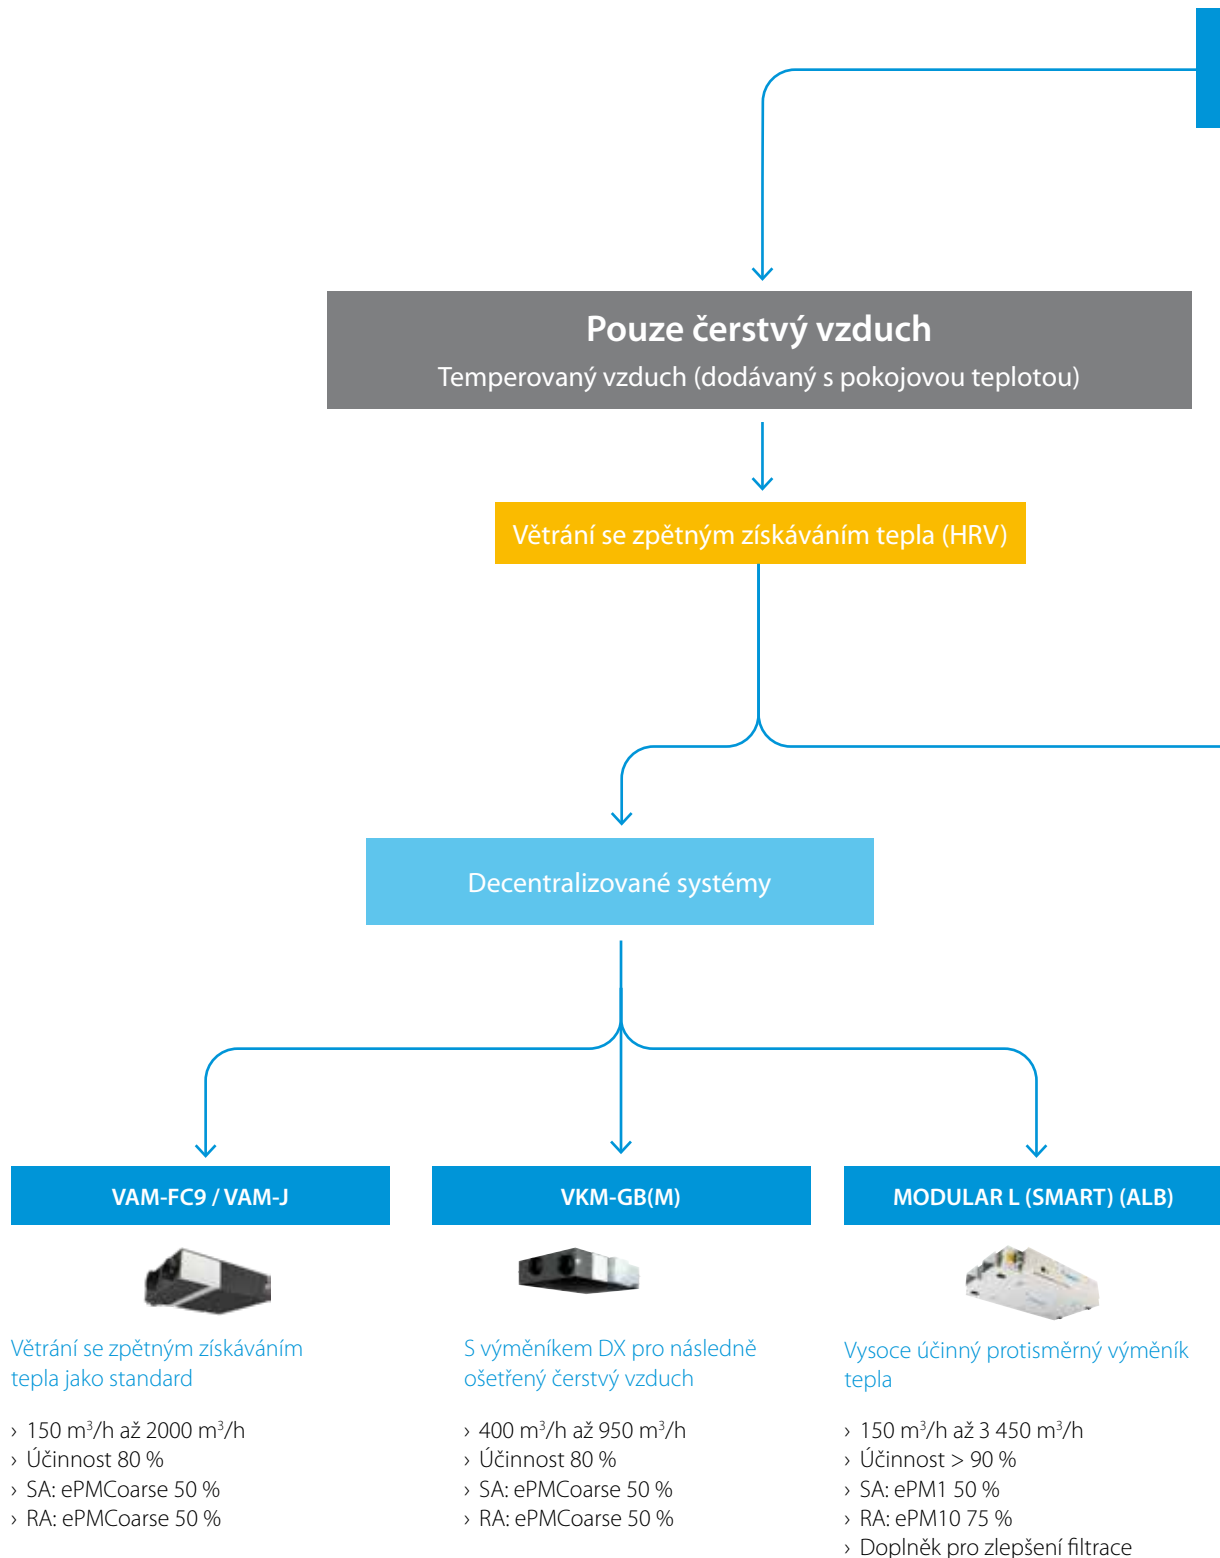 Pouze čerstvý vzduch
Temperovaný vzduch (dodávaný s pokojovou teplotou)
Větrání se zpětným získáváním tepla (HRV)
Decentralizované systémy
VAM-FC9 / VAM-J
Větrání se zpětným získáváním
tepla jako standard
› 150 m³/h až 2000 m³/h
› Účinnost 80 %
› SA: ePMCoarse 50 %
› RA: ePMCoarse 50 %
VKM-GB(M)
S výměníkem DX pro následně
ošetřený čerstvý vzduch
› 400 m³/h až 950 m³/h
› Účinnost 80 %
› SA: ePMCoarse 50 %
› RA: ePMCoarse 50 %
MODULAR L (SMART) (ALB)
Vysoce účinný protisměrný výměník
tepla
› 150 m³/h až 3 450 m³/h
› Účinnost > 90 %
› SA: ePM1 50 %
› RA: ePM10 75 %
› Doplněk pro zlepšení filtrace